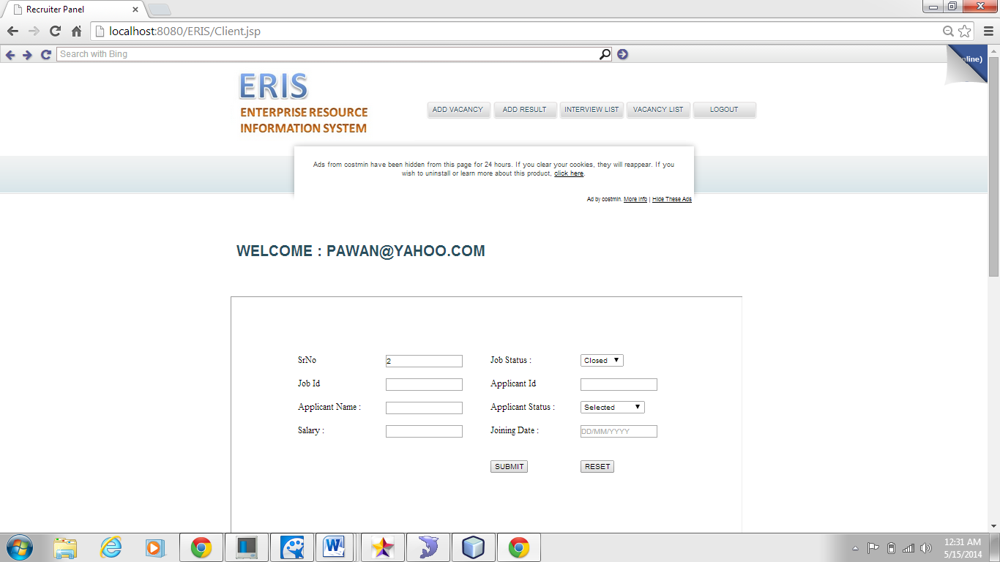 Recruiter Panel
localhost:8080/ERIS/Client.jsp
Search with Bing
nline)
ERIS
ENTERPRISE RESOURCE
INFORMATION SYSTEM
ADD VACANCY ADD RESULT INTERVIEW LIST VACANCY LIST LOGOUT
Ads from costmin have been hidden from this page for 24 hours. If you clear your cookies, they will reappear. If you
wish to uninstall or learn more about this product, click here.
Ad by costmin. More Info | Hide These Ads
WELCOME : PAWAN@YAHOO.COM
SrNo 2 Job Status : Closed
Job Id Applicant Id
Applicant Name : Applicant Status : Selected
Salary : Joining Date : DD/MM/YYYY
SUBMIT RESET
12:31 AM
5/15/2014